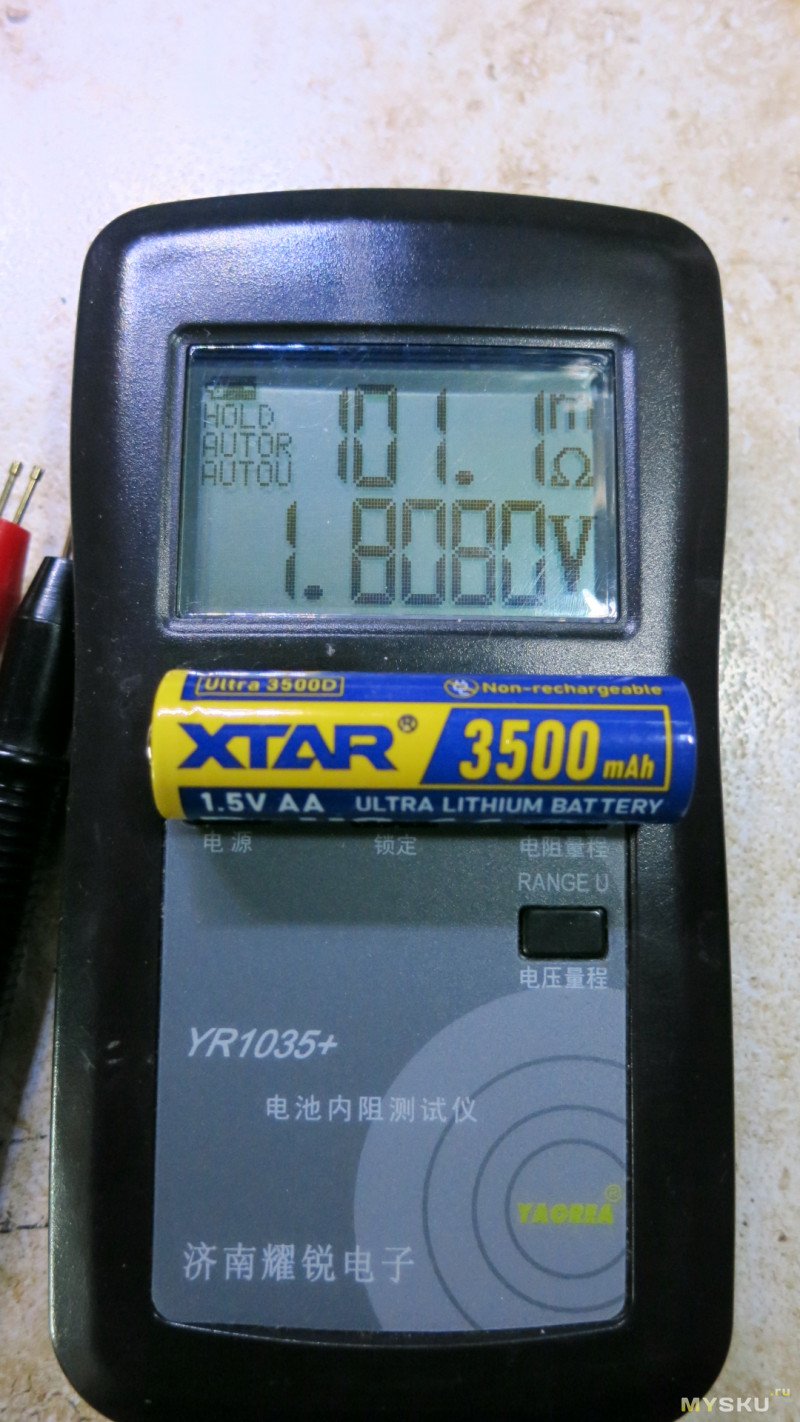 HOLD 101.1mΩ
AUTOR
AUTOU
1.8080V
Ultra 3500D Non-rechargeable
XTAR® 3500 mAh
1.5V AA ULTRA LITHIUM BATTERY
电源 锁定 电阻量程
RANGE U
电压量程
YR1035+
电池内阻测试仪
YAOREA®
济南耀锐电子
MYSKU.ru